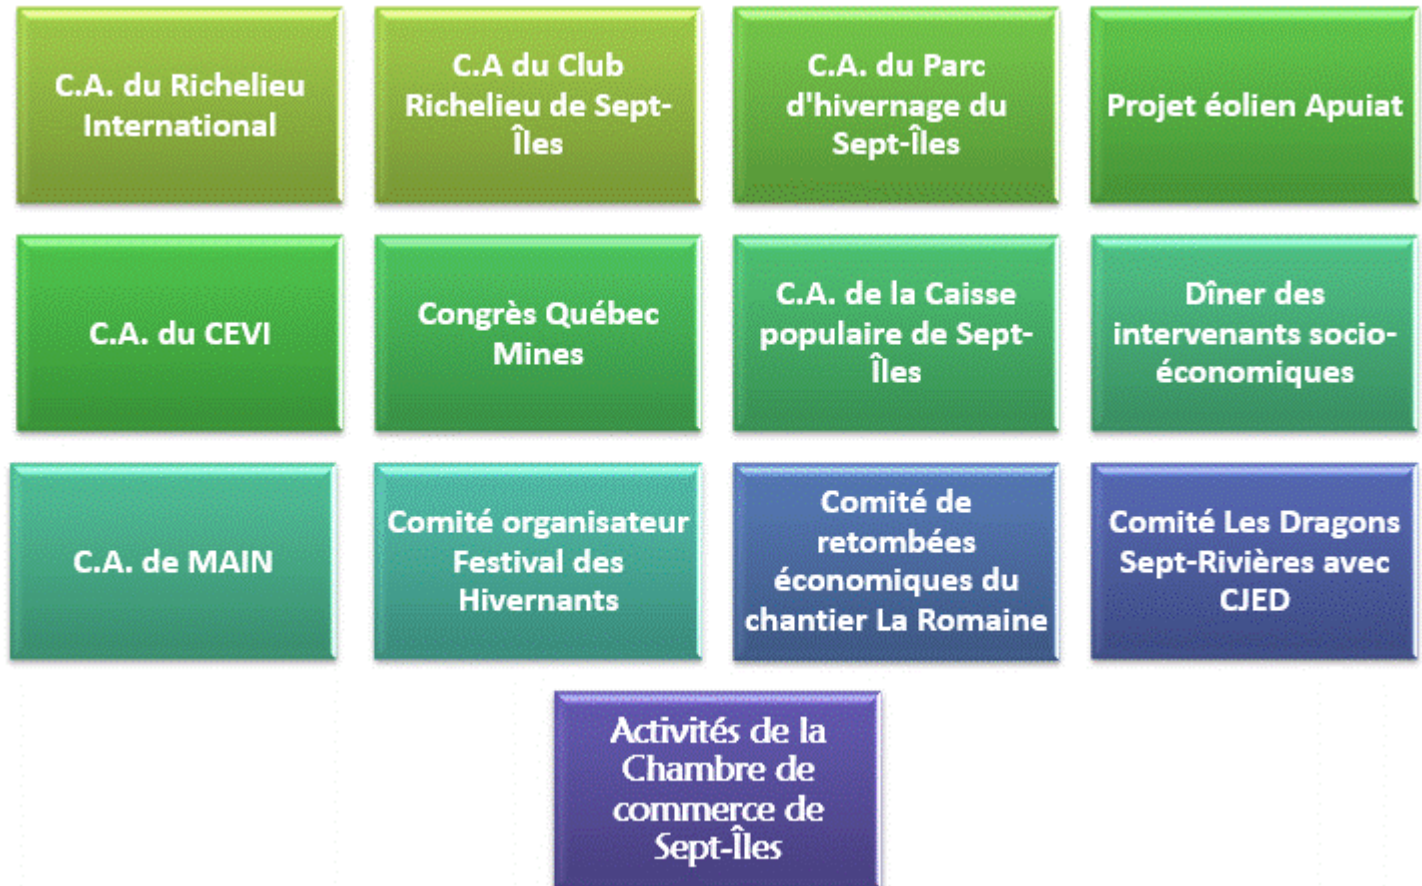 C.A. du Richelieu
International
C.A du Club
Richelieu de Sept-
Îles
C.A. du Parc
d'hivernage du
Sept-Îles
Projet éolien Apuiat
C.A. du CEVI
Congrès Québec
Mines
C.A. de la Caisse
populaire de Sept-
Îles
Dîner des
intervenants socio-
économiques
C.A. de MAIN
Comité organisateur
Festival des
Hivernants
Comité de
retombées
économiques du
chantier La Romaine
Comité Les Dragons
Sept-Rivières avec
CJED
Activités de la
Chambre de
commerce de
Sept-Îles